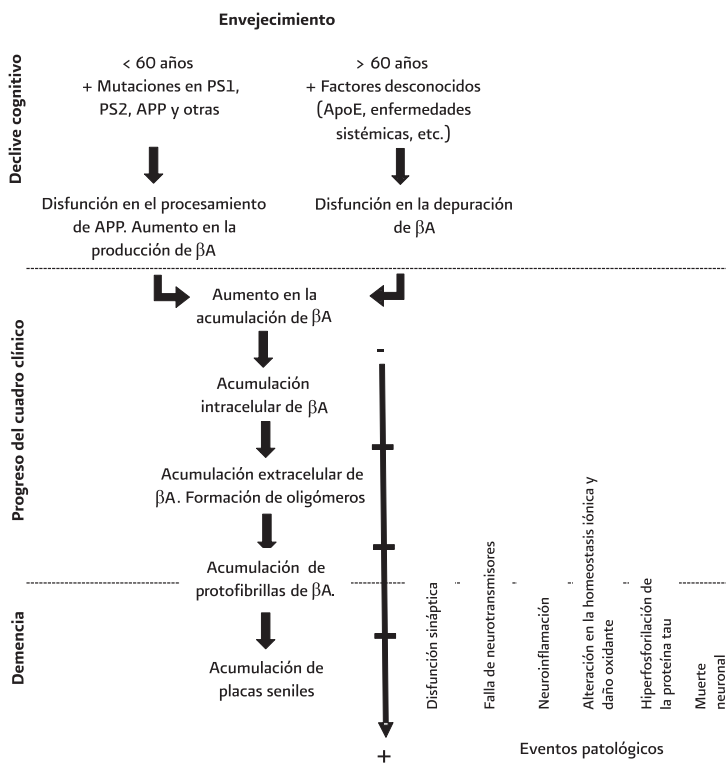 Envejecimiento
Declive cognitivo
< 60 años
+ Mutaciones en PS1,
PS2, APP y otras
> 60 años
+ Factores desconocidos
(ApoE, enfermedades
sistémicas, etc.)
Disfunción en el procesamiento
de APP. Aumento en la
producción de βA
Disfunción en la depuración
de βA
Progreso del cuadro clínico
Aumento en la
acumulación de βA
-
Acumulación
intracelular de βA
Acumulación extracelular de
βA. Formación de oligómeros
Acumulación de
protofibrillas de βA.
Demencia
Acumulación de
placas seniles
Disfunción sináptica
Falla de neurotransmisores
Neuroinflamación
Alteración en la homeostasis iónica y
daño oxidante
Hiperfosforilación de
la proteína tau
Muerte
neuronal
+
Eventos patológicos